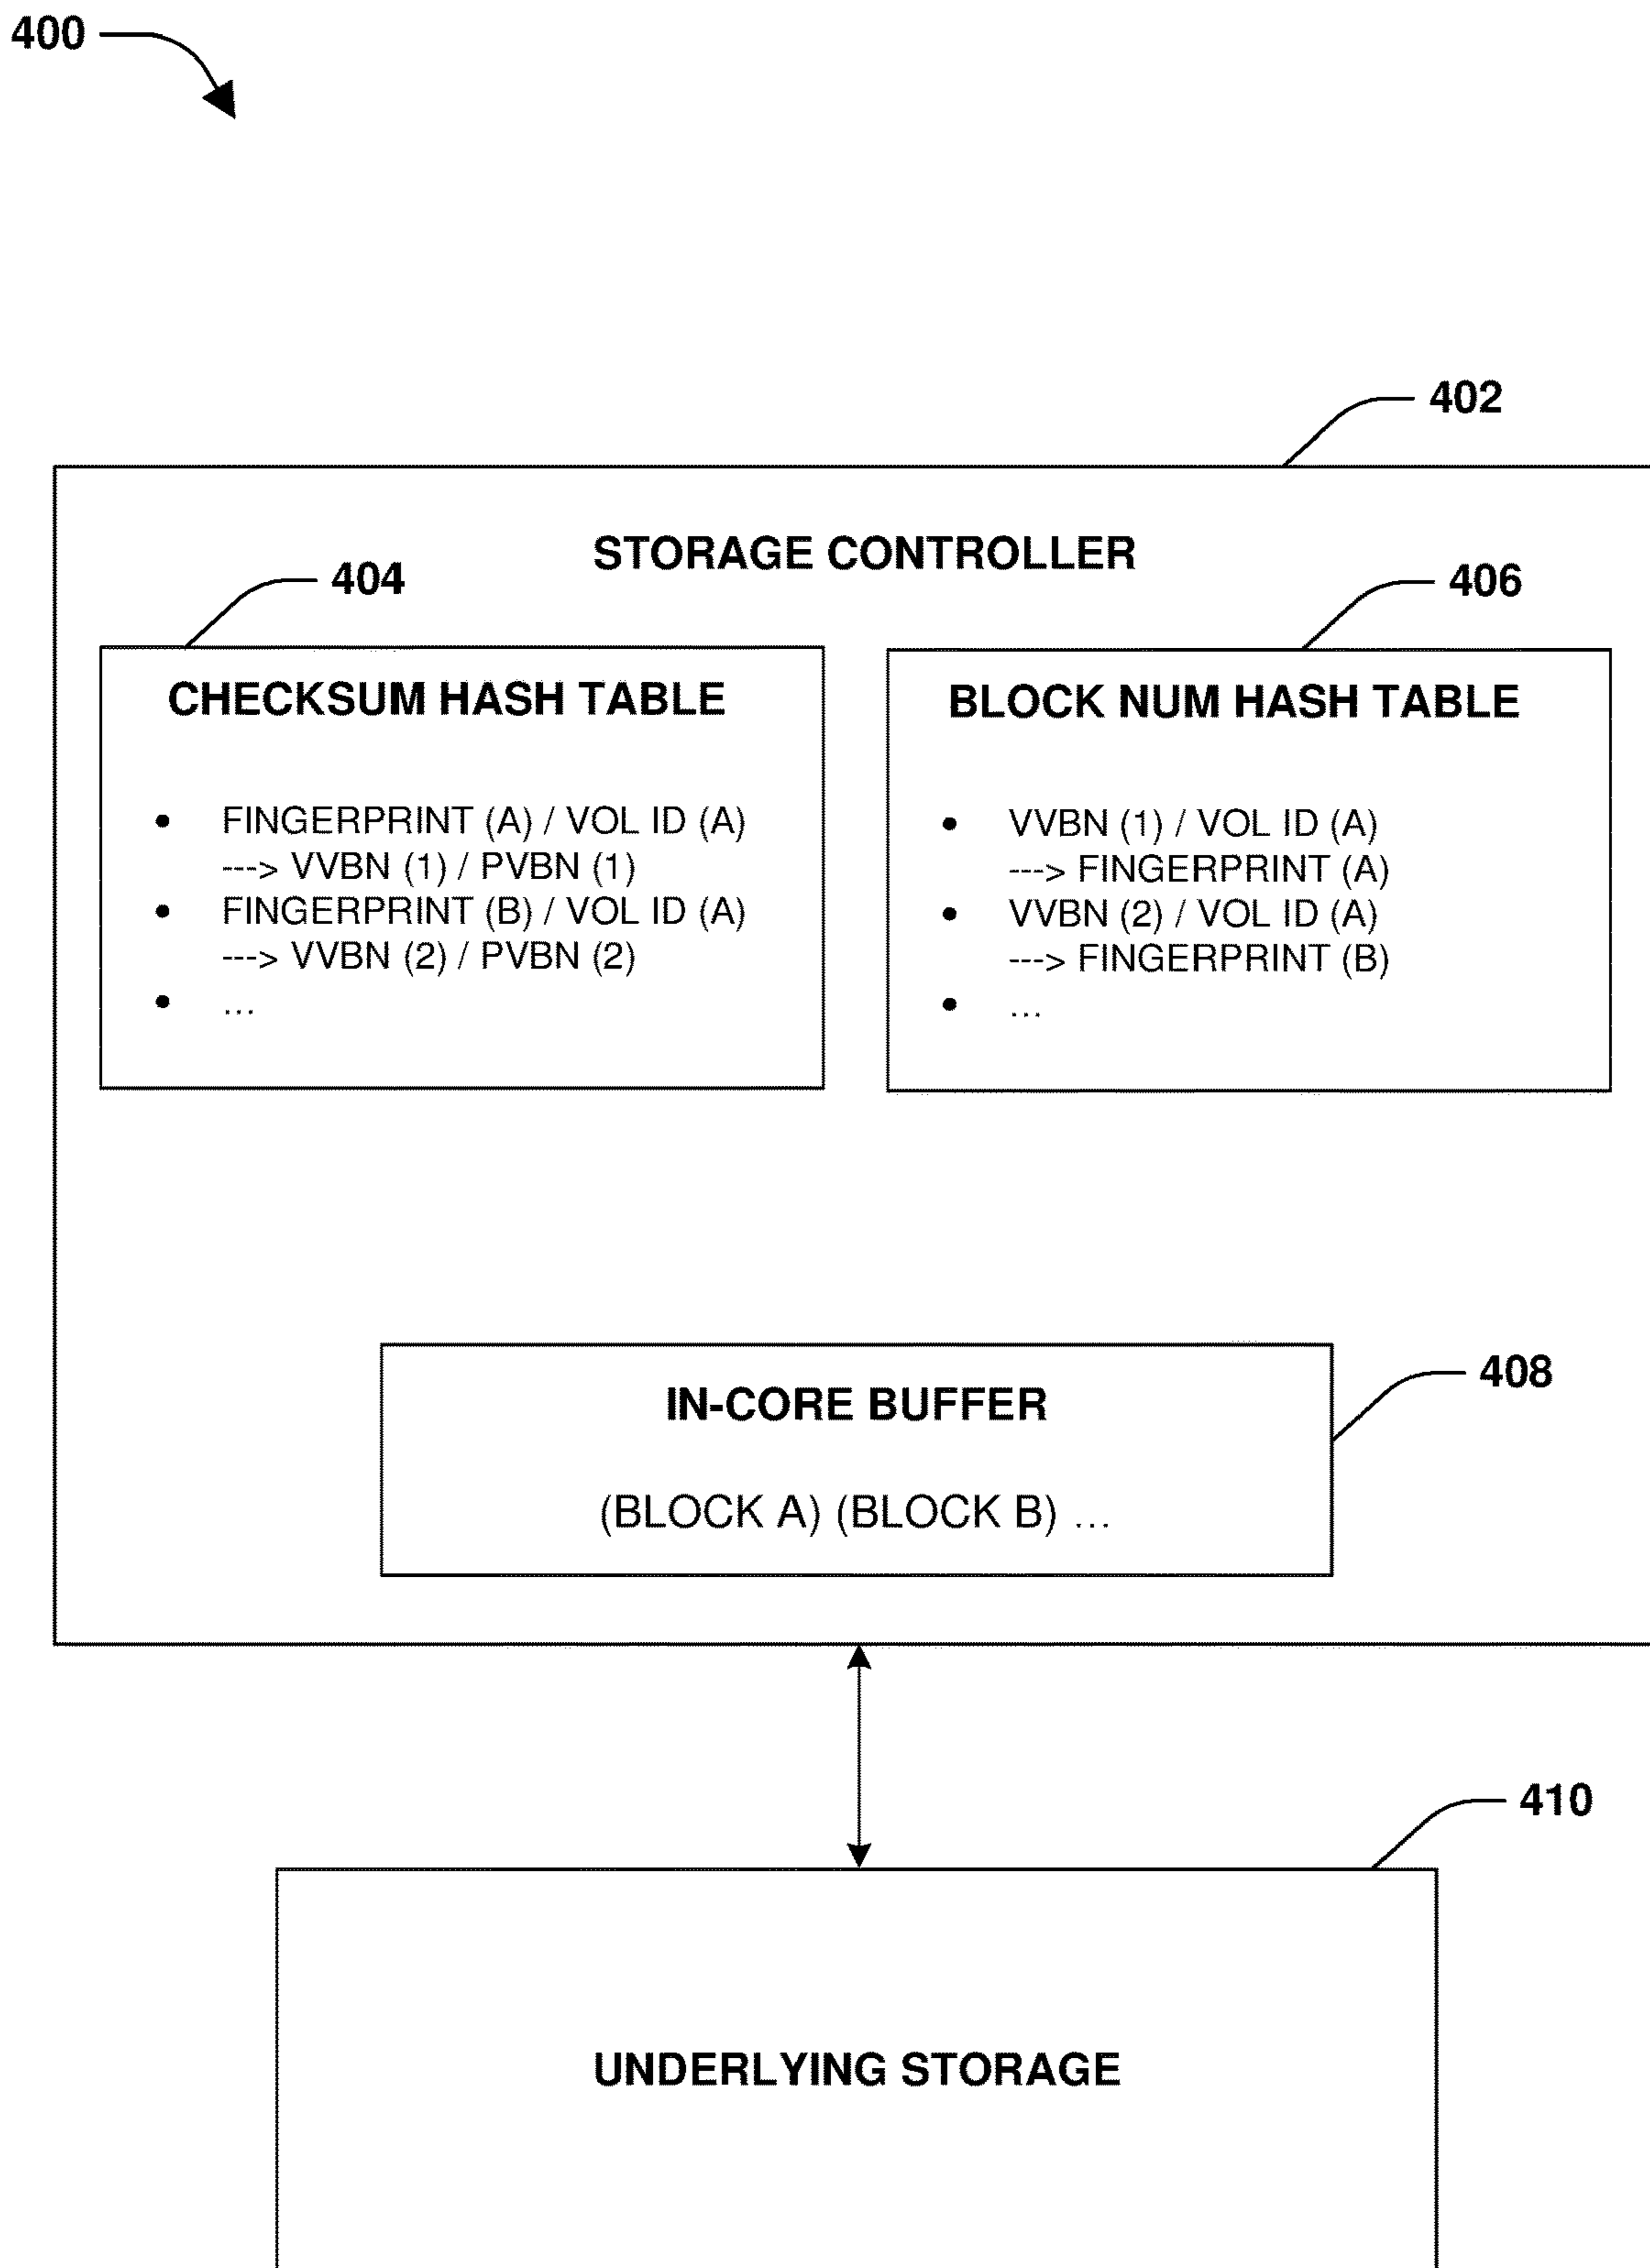 400
402
STORAGE CONTROLLER
404
406
CHECKSUM HASH TABLE
• FINGERPRINT (A) / VOL ID (A)
---> VVBN (1) / PVBN (1)
• FINGERPRINT (B) / VOL ID (A)
---> VVBN (2) / PVBN (2)
• ...
BLOCK NUM HASH TABLE
• VVBN (1) / VOL ID (A)
---> FINGERPRINT (A)
• VVBN (2) / VOL ID (A)
---> FINGERPRINT (B)
• ...
408
IN-CORE BUFFER
(BLOCK A) (BLOCK B) ...
410
UNDERLYING STORAGE